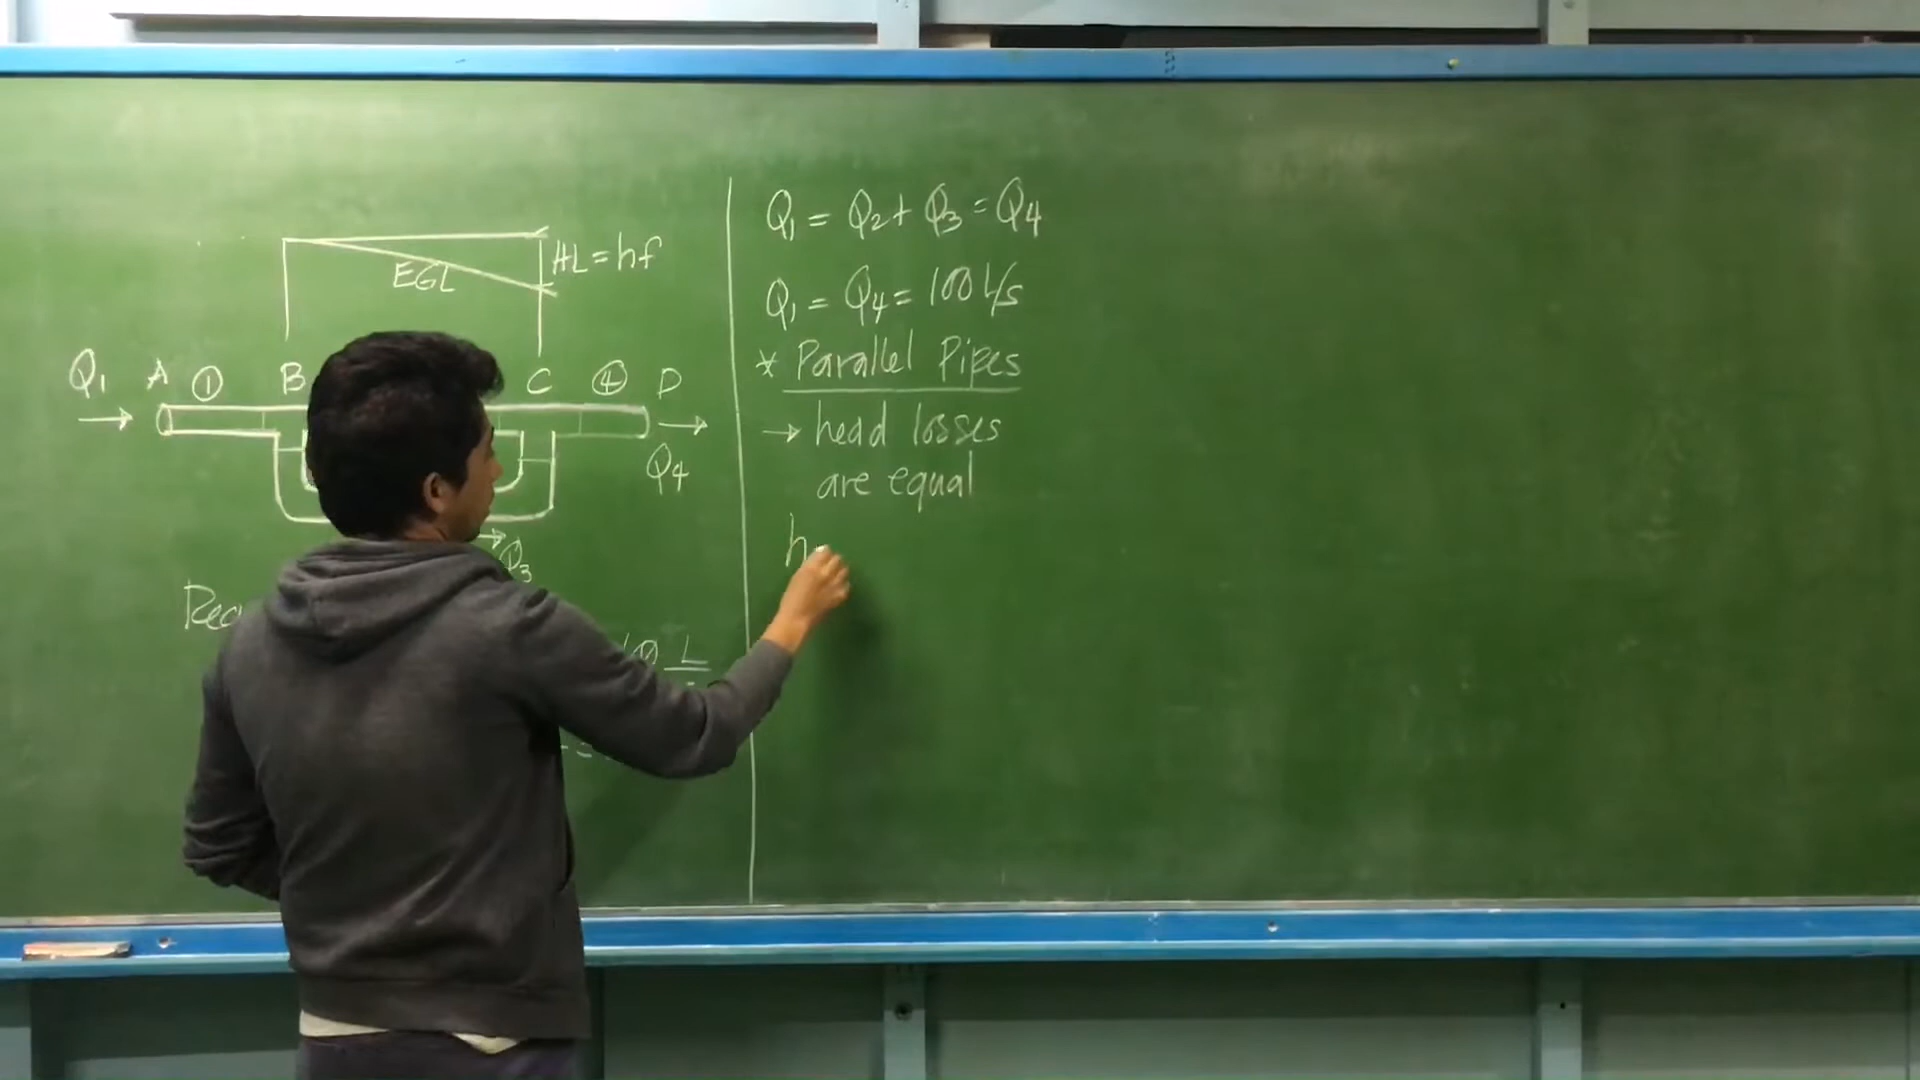 EGL
HL = hf
Q1 A ① B C ④ D
Q4
Q3
100 L
Q1 = Q2 + Q3 = Q4
Q1 = Q4 = 100 L/s
* Parallel Pipes
→ head losses
are equal
h